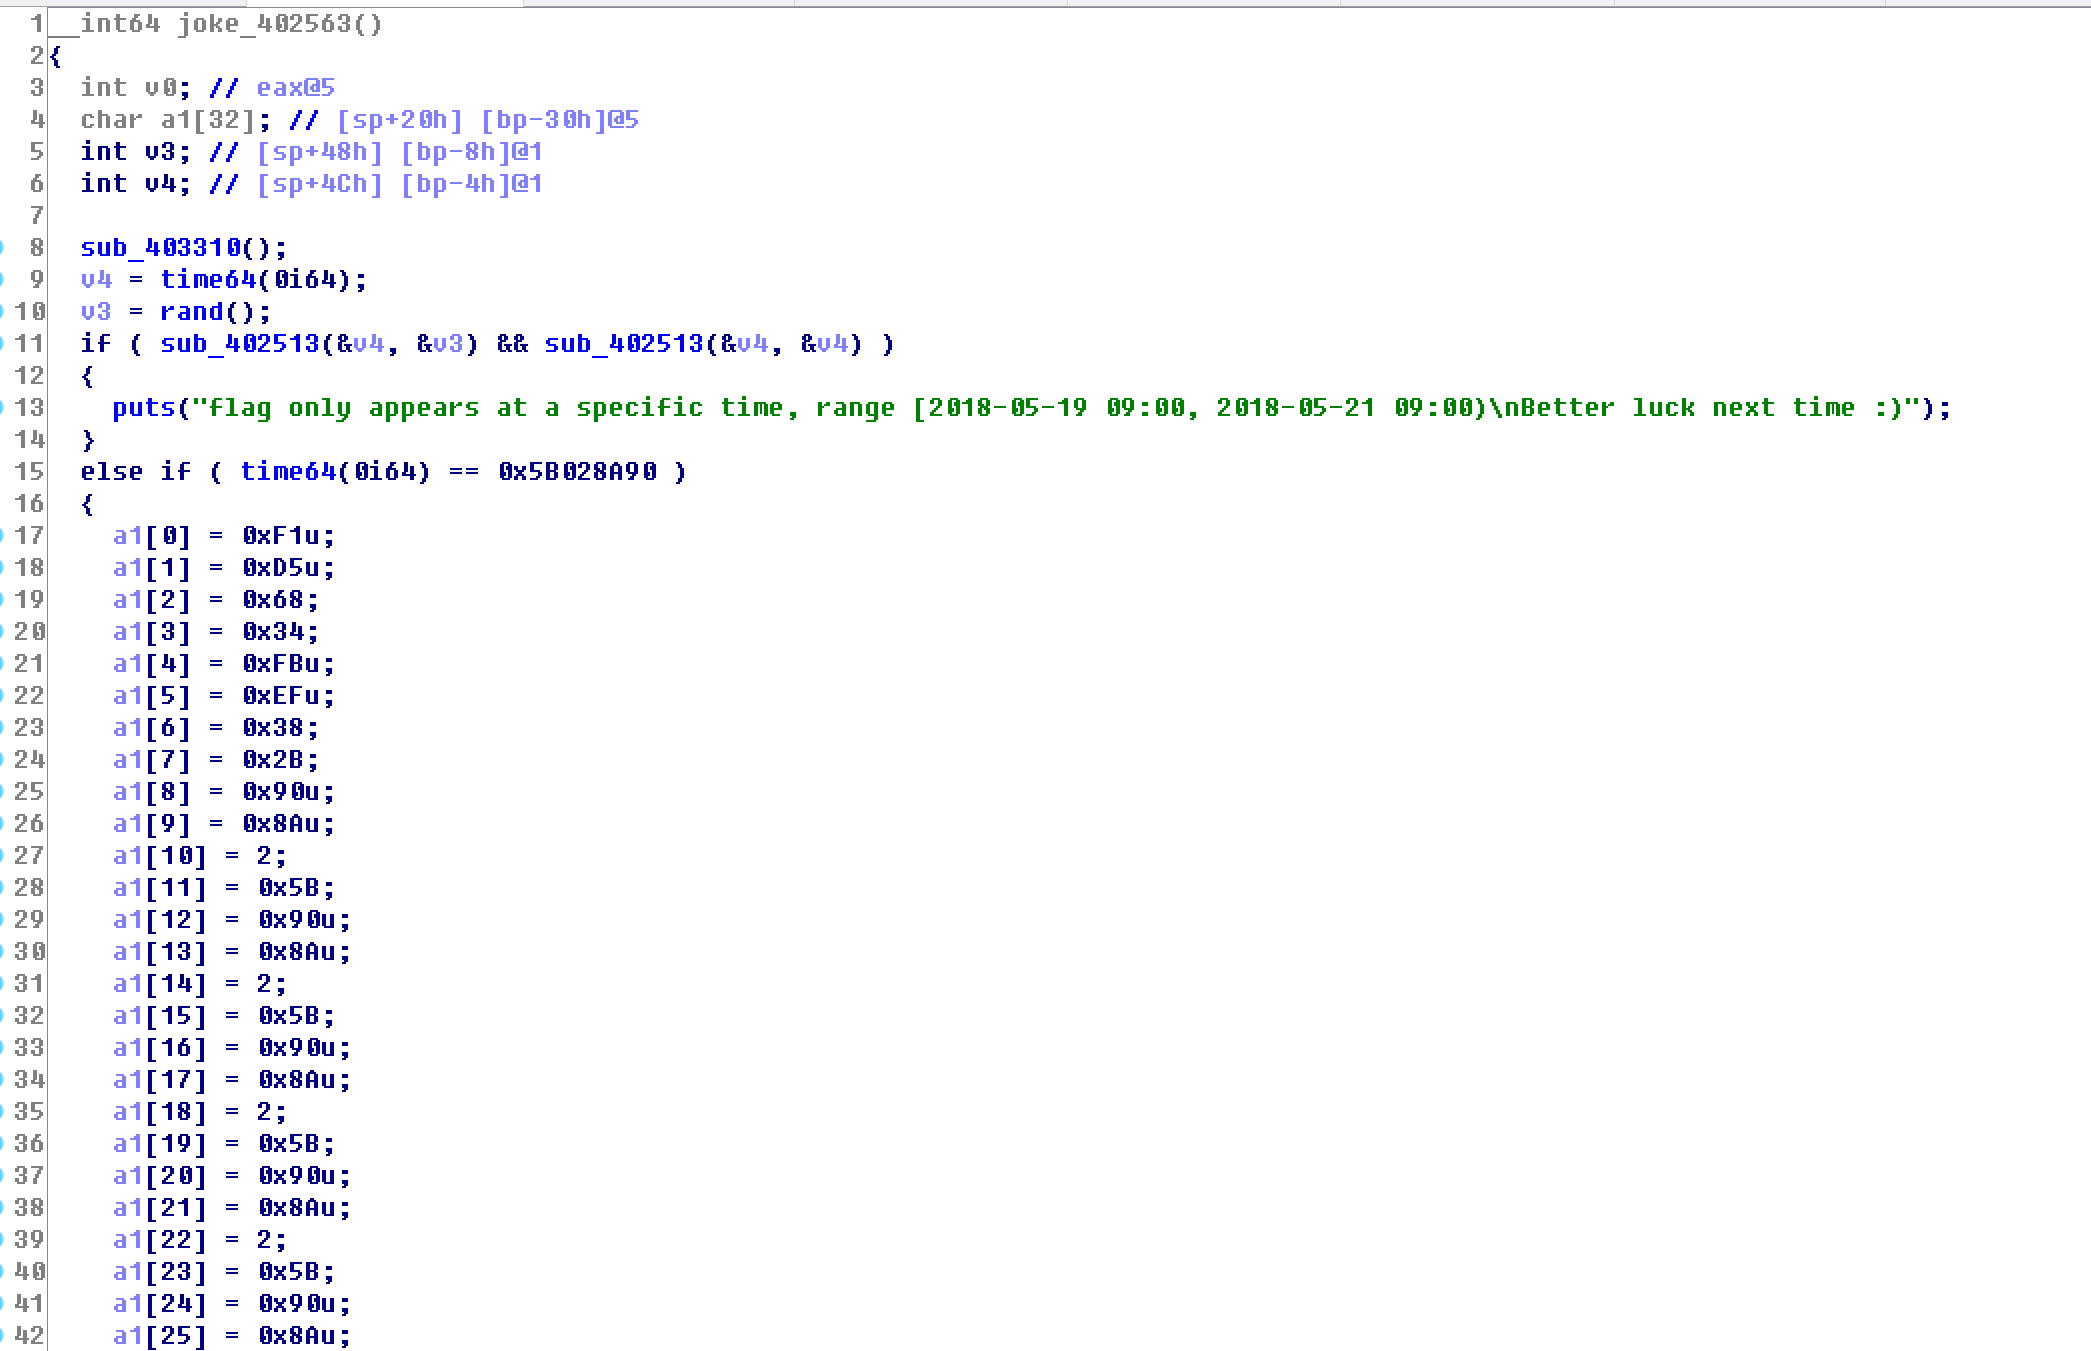 1 __int64 joke_402563()
2 {
3 int v0; // eax@5
4 char a1[32]; // [sp+20h] [bp-30h]@5
5 int v3; // [sp+48h] [bp-8h]@1
6 int v4; // [sp+4Ch] [bp-4h]@1
7
8 sub_403310();
9 v4 = time64(0i64);
10 v3 = rand();
11 if ( sub_402513(&v4, &v3) && sub_402513(&v4, &v4) )
12 {
13 puts("flag only appears at a specific time, range [2018-05-19 09:00, 2018-05-21 09:00)\nBetter luck next time :)");
14 }
15 else if ( time64(0i64) == 0x5B028A90 )
16 {
17 a1[0] = 0xF1u;
18 a1[1] = 0xD5u;
19 a1[2] = 0x68;
20 a1[3] = 0x34;
21 a1[4] = 0xFBu;
22 a1[5] = 0xEFu;
23 a1[6] = 0x38;
24 a1[7] = 0x2B;
25 a1[8] = 0x90u;
26 a1[9] = 0x8Au;
27 a1[10] = 2;
28 a1[11] = 0x5B;
29 a1[12] = 0x90u;
30 a1[13] = 0x8Au;
31 a1[14] = 2;
32 a1[15] = 0x5B;
33 a1[16] = 0x90u;
34 a1[17] = 0x8Au;
35 a1[18] = 2;
36 a1[19] = 0x5B;
37 a1[20] = 0x90u;
38 a1[21] = 0x8Au;
39 a1[22] = 2;
40 a1[23] = 0x5B;
41 a1[24] = 0x90u;
42 a1[25] = 0x8Au;